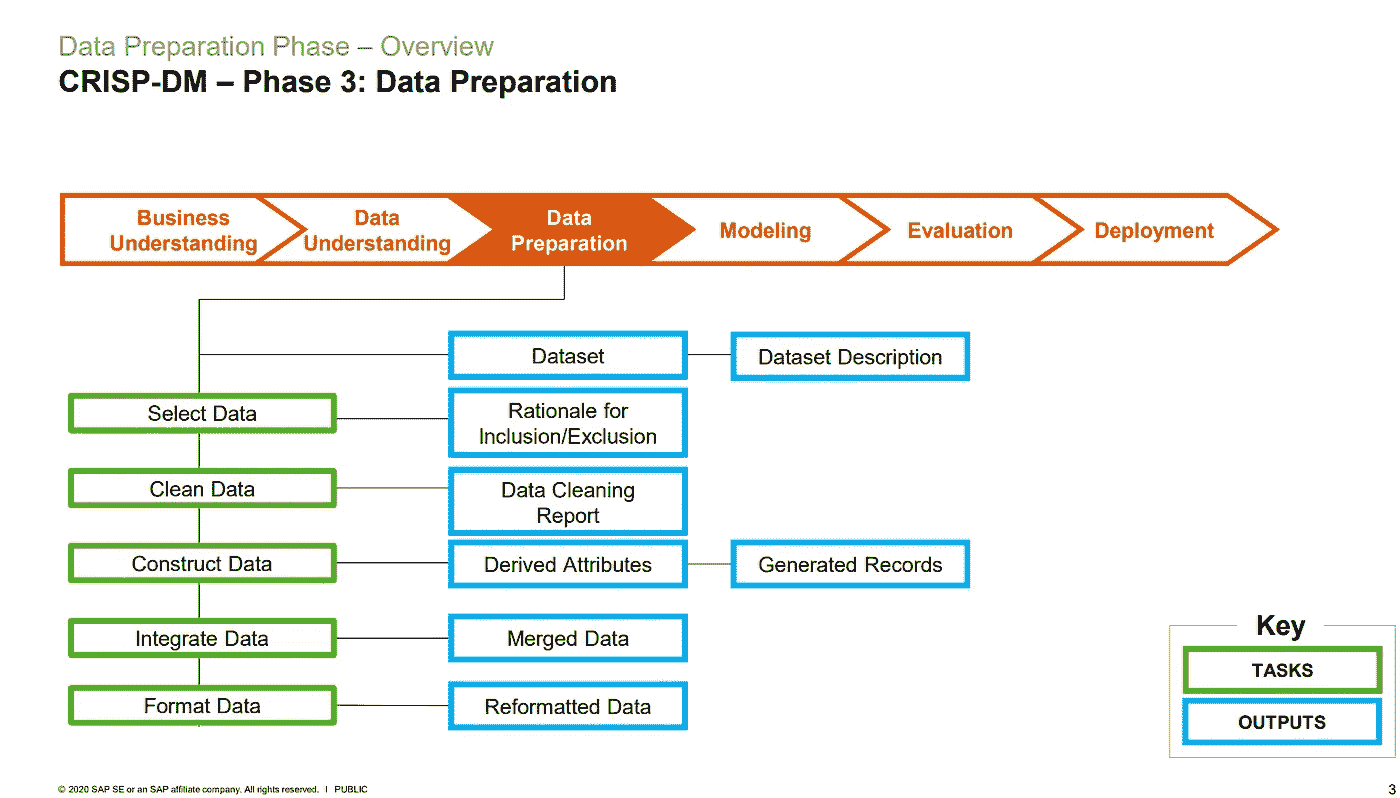 Data Preparation Phase – Overview
CRISP-DM – Phase 3: Data Preparation
Business
Understanding
Data
Understanding
Data
Preparation
Modeling
Evaluation
Deployment
Dataset
Dataset Description
Select Data
Rationale for
Inclusion/Exclusion
Clean Data
Data Cleaning
Report
Construct Data
Derived Attributes
Generated Records
Integrate Data
Merged Data
Format Data
Reformatted Data
Key
TASKS
OUTPUTS
© 2020 SAP SE or an SAP affiliate company. All rights reserved. I PUBLIC
3